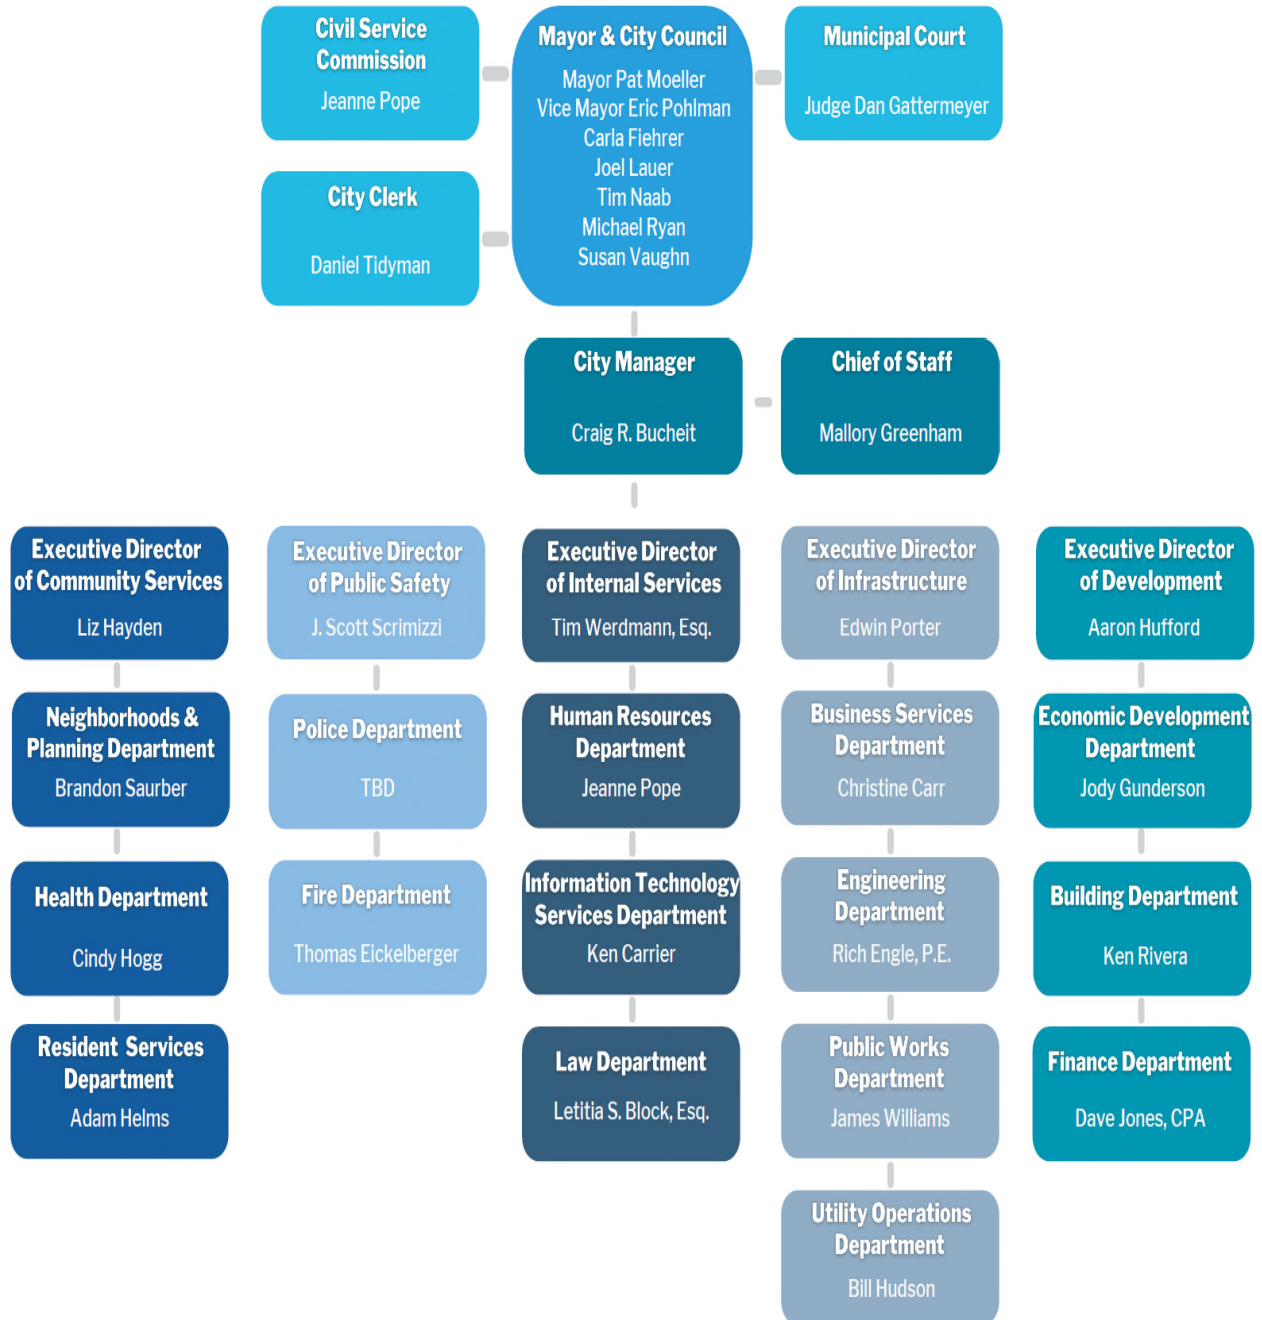 Civil Service
Commission
Jeanne Pope
Mayor & City Council
Mayor Pat Moeller
Vice Mayor Eric Pohlman
Carla Fiehrer
Joel Lauer
Tim Naab
Michael Ryan
Susan Vaughn
Municipal Court
Judge Dan Gattermeyer
City Clerk
Daniel Tidyman
City Manager
Craig R. Bucheit
Chief of Staff
Mallory Greenham
Executive Director
of Community Services
Liz Hayden
Neighborhoods &
Planning Department
Brandon Saurber
Health Department
Cindy Hogg
Resident Services
Department
Adam Helms
Executive Director
of Public Safety
J. Scott Scrimizzi
Police Department
TBD
Fire Department
Thomas Eickelberger
Executive Director
of Internal Services
Tim Werdmann, Esq.
Human Resources
Department
Jeanne Pope
Information Technology
Services Department
Ken Carrier
Law Department
Letitia S. Block, Esq.
Executive Director
of Infrastructure
Edwin Porter
Business Services
Department
Christine Carr
Engineering
Department
Rich Engle, P.E.
Public Works
Department
James Williams
Utility Operations
Department
Bill Hudson
Executive Director
of Development
Aaron Hufford
Economic Development
Department
Jody Gunderson
Building Department
Ken Rivera
Finance Department
Dave Jones, CPA